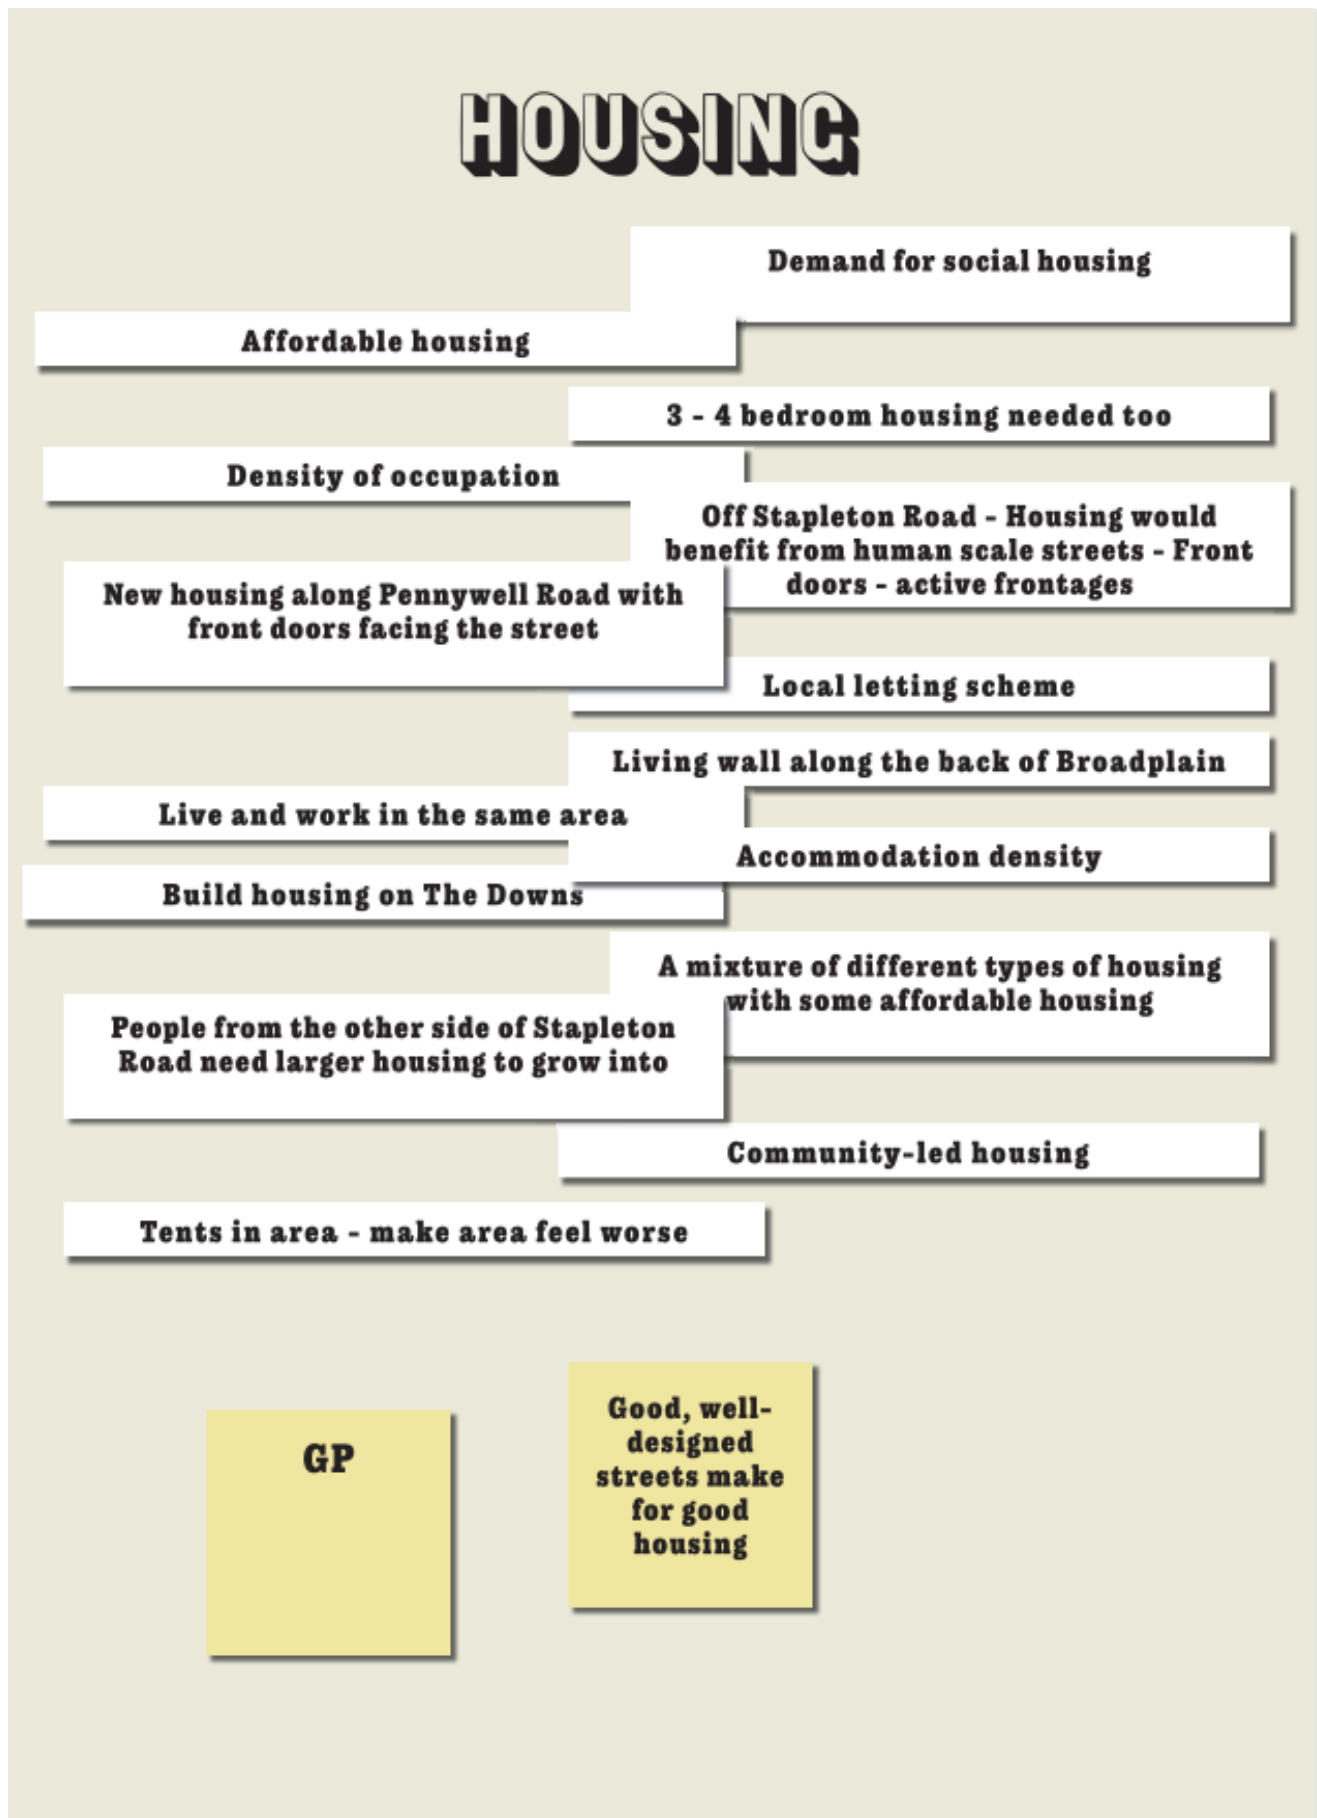 HOUSING
Demand for social housing
Affordable housing
3 - 4 bedroom housing needed too
Density of occupation
Off Stapleton Road - Housing would
benefit from human scale streets - Front
doors - active frontages
New housing along Pennywell Road with
front doors facing the street
Local letting scheme
Living wall along the back of Broadplain
Live and work in the same area
Accommodation density
Build housing on The Downs
A mixture of different types of housing
with some affordable housing
People from the other side of Stapleton
Road need larger housing to grow into
Community-led housing
Tents in area - make area feel worse
GP
Good, well-
designed
streets make
for good
housing